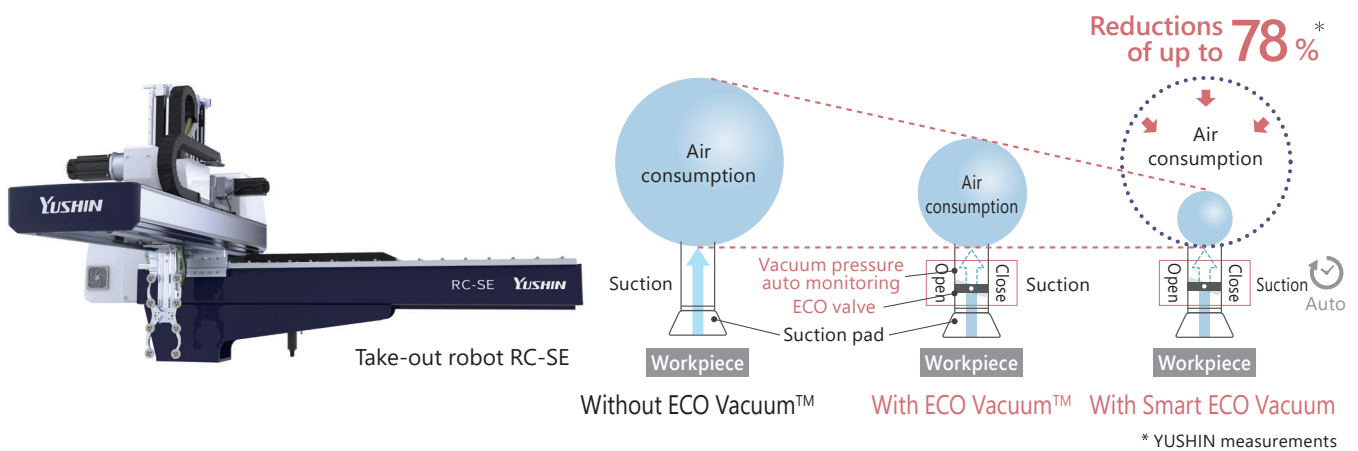 Reductions
of up to 78 %*
YUSHIN
RC-SE YUSHIN
Take-out robot RC-SE
Air
consumption
Suction
Workpiece
Without ECO Vacuum™
Air
consumption
Vacuum pressure
auto monitoring
ECO valve
Suction pad
Open
Close
Suction
Workpiece
With ECO Vacuum™
Air
consumption
Open
Close
Suction
Auto
Workpiece
With Smart ECO Vacuum
* YUSHIN measurements